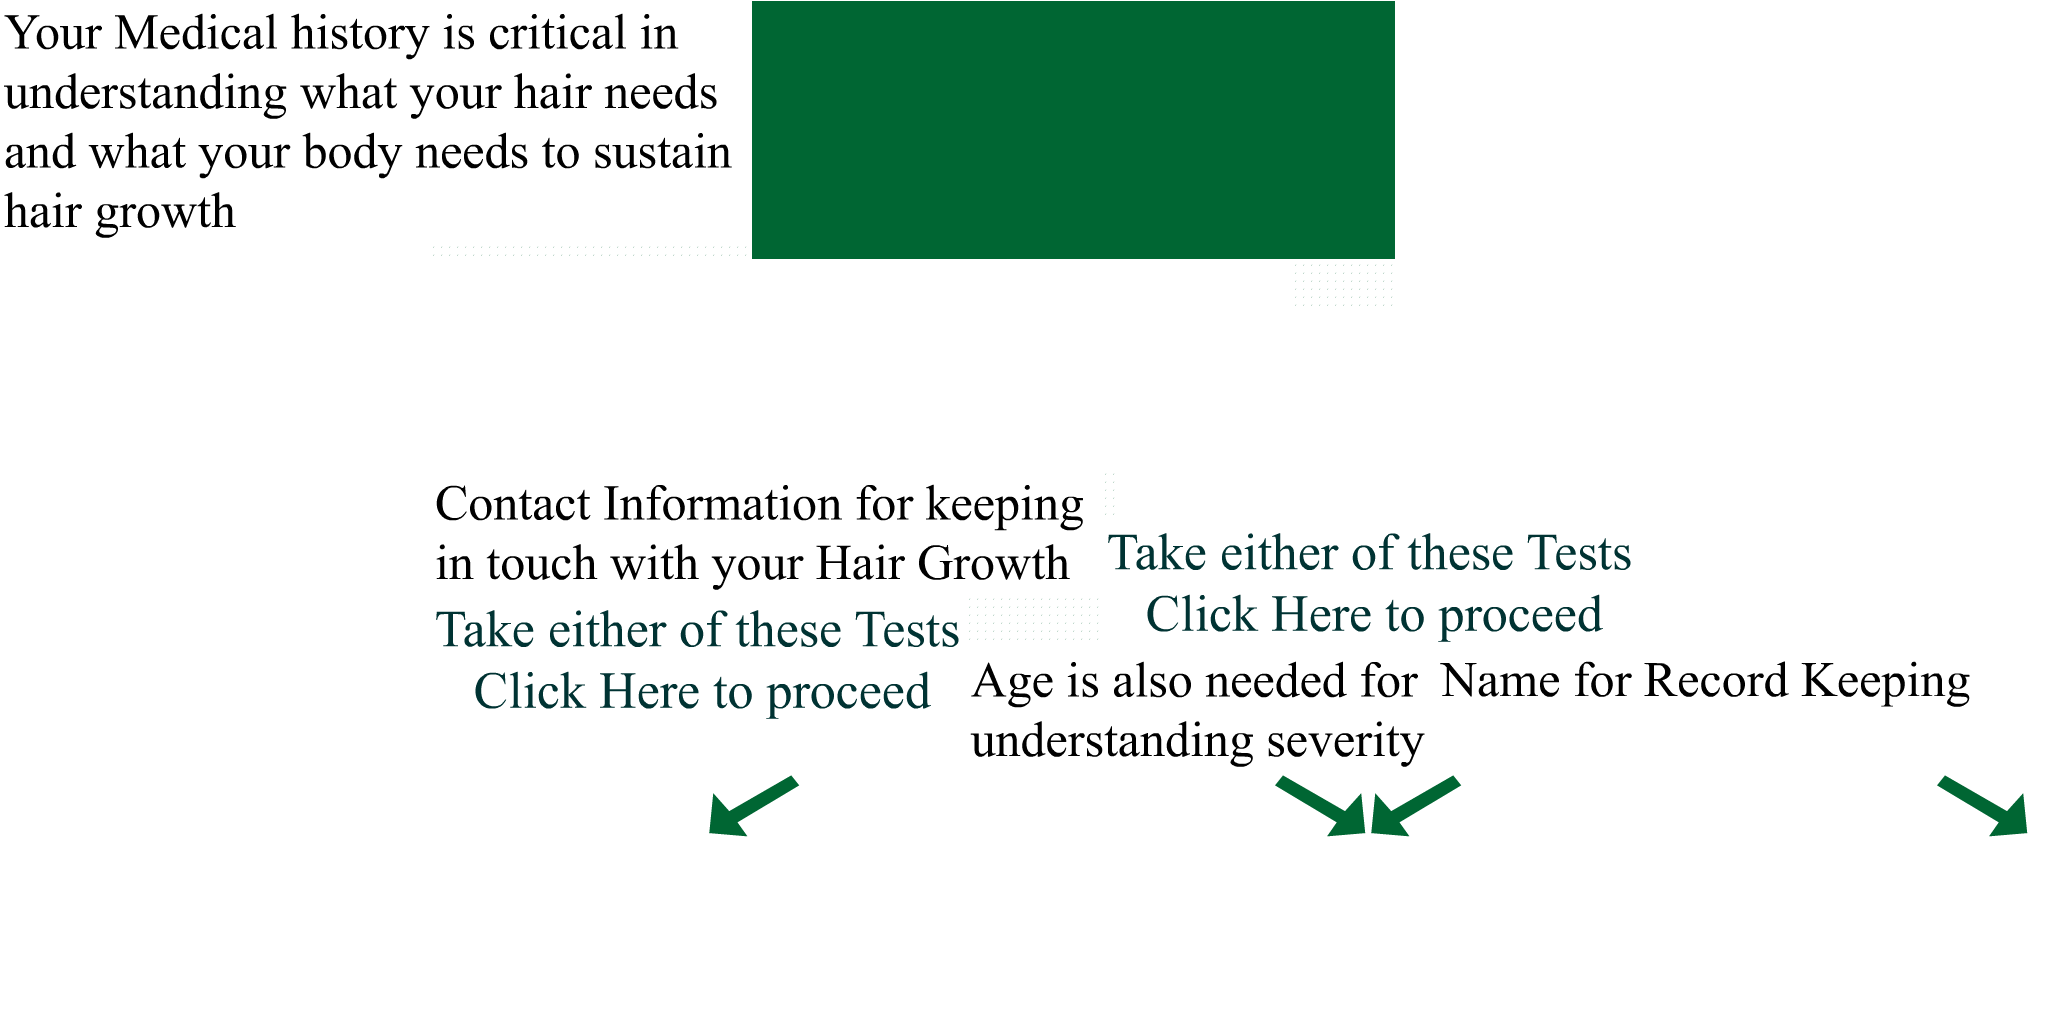 Your Medical history is critical in
understanding what your hair needs
and what your body needs to sustain
hair growth
Contact Information for keeping
in touch with your Hair Growth
Take either of these Tests
Click Here to proceed
Take either of these Tests
Click Here to proceed
Age is also needed for
understanding severity
Name for Record Keeping